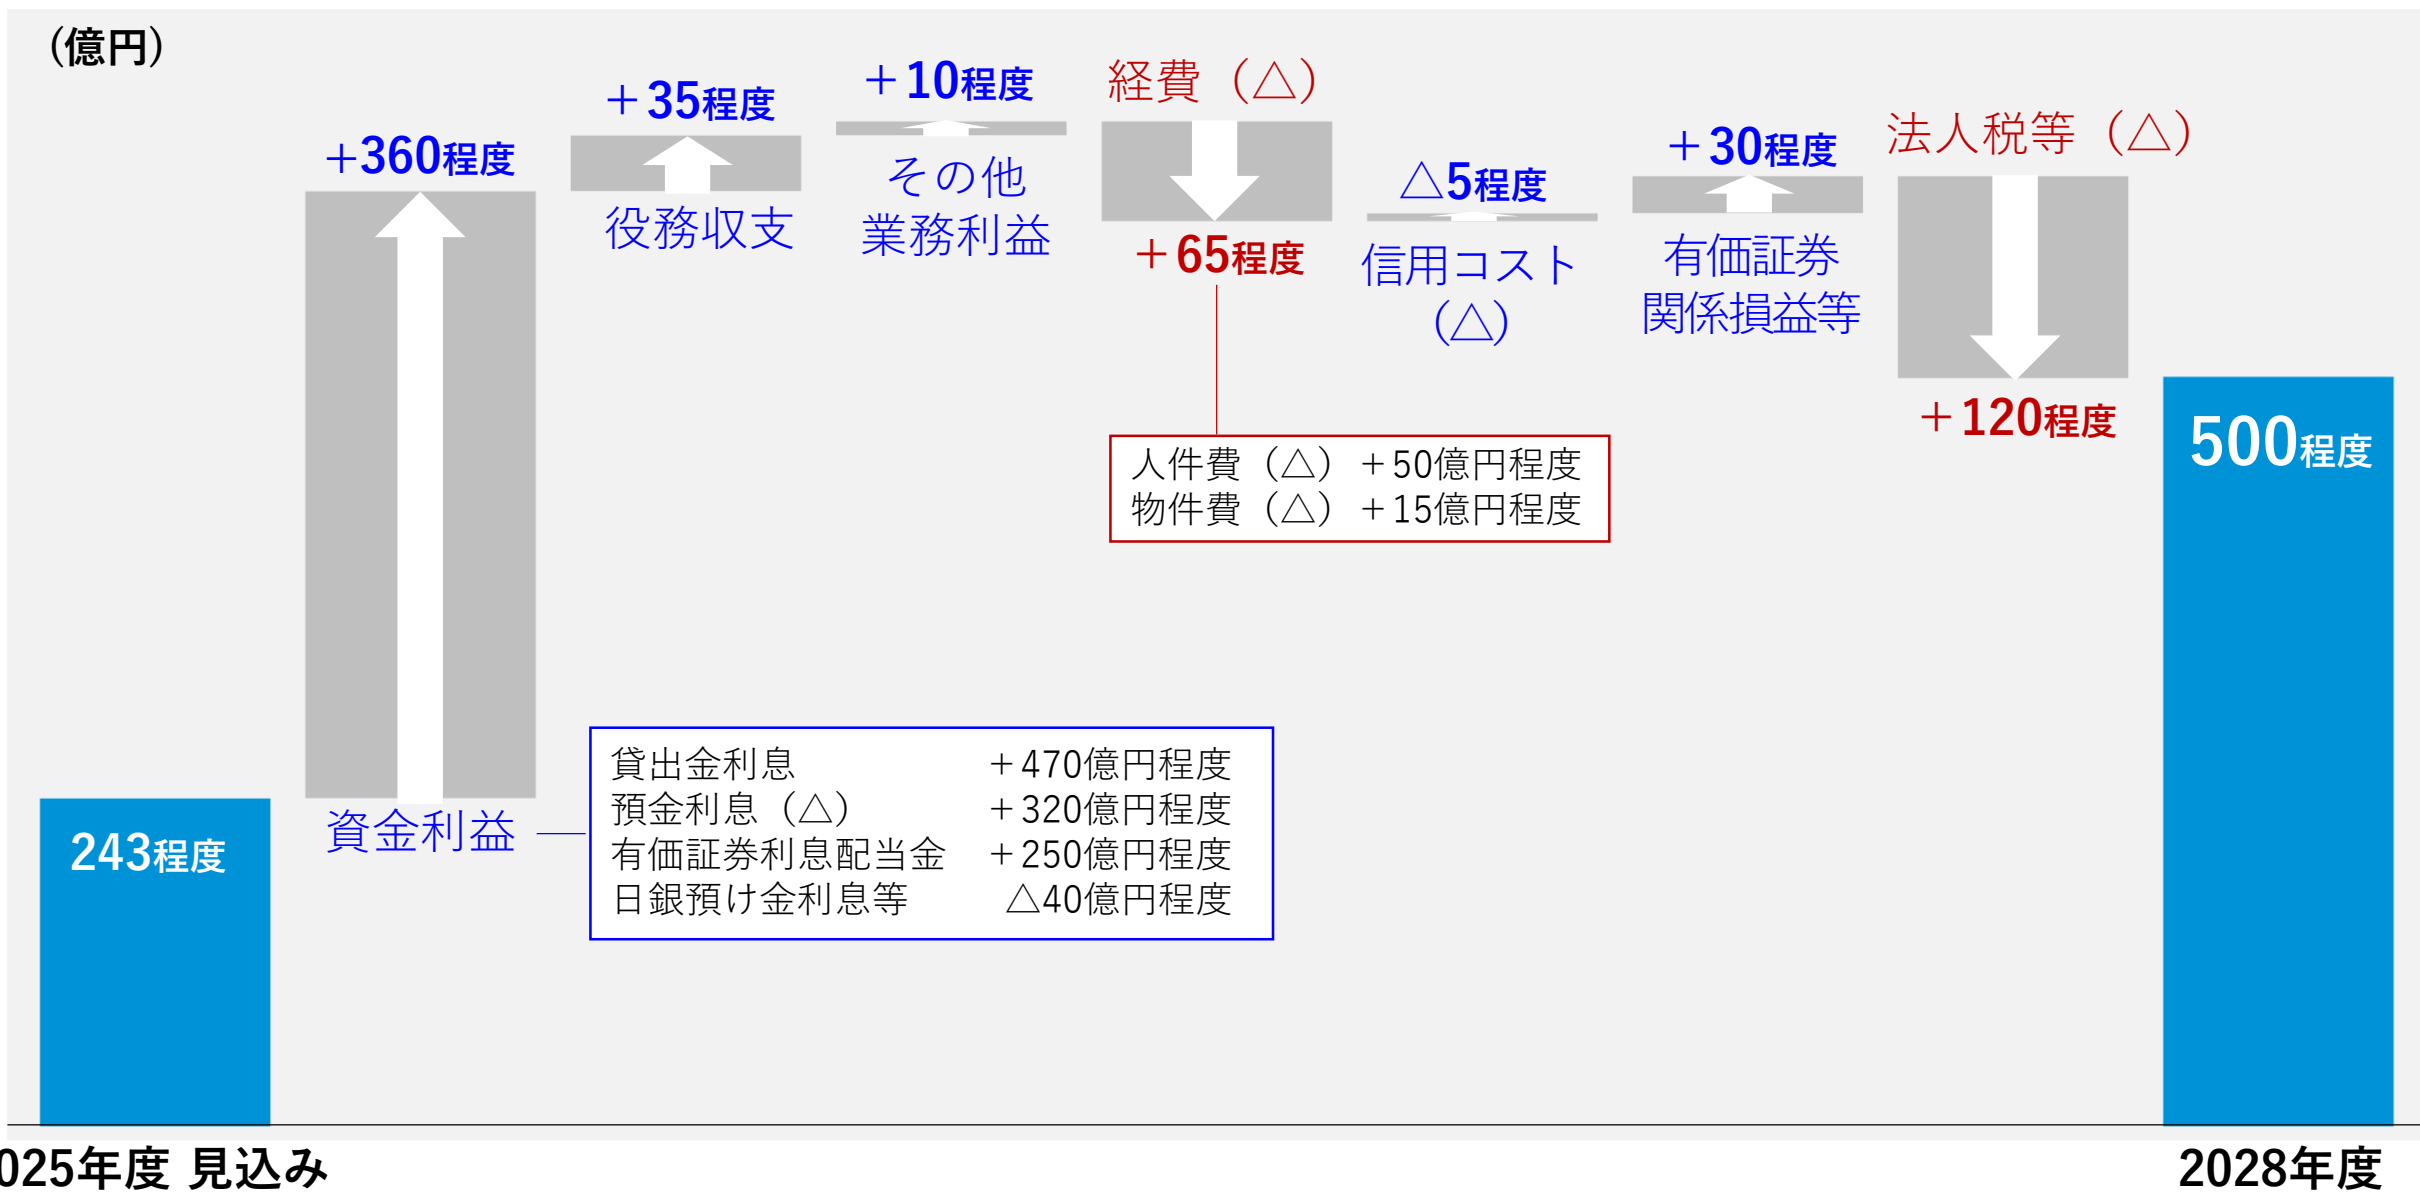 (億円)
+360程度
資金利益
+35程度
役務収支
+10程度
その他
業務利益
経費（△）
+65程度
△5程度
信用コスト
（△）
+30程度
有価証券
関係損益等
法人税等（△）
+120程度
人件費（△）+50億円程度
物件費（△）+15億円程度
貸出金利息 +470億円程度
預金利息（△） +320億円程度
有価証券利息配当金 +250億円程度
日銀預け金利息等 △40億円程度
243程度
500程度
025年度 見込み
2028年度